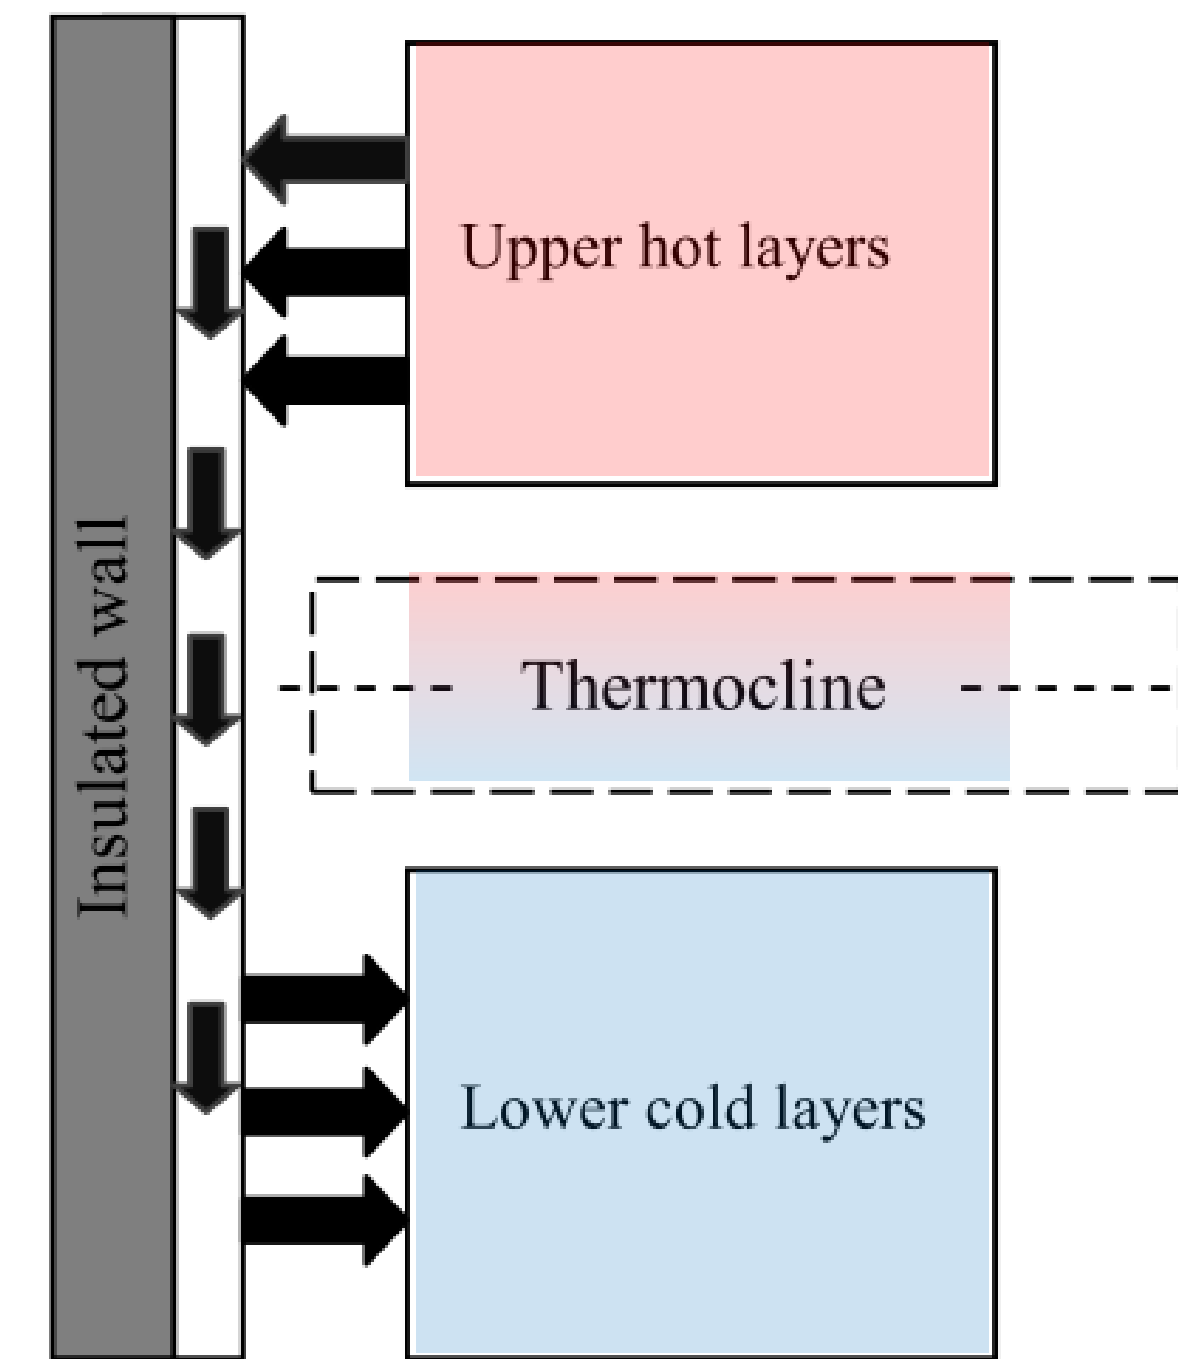 Upper hot layers
Insulated wall
Thermocline
Lower cold layers